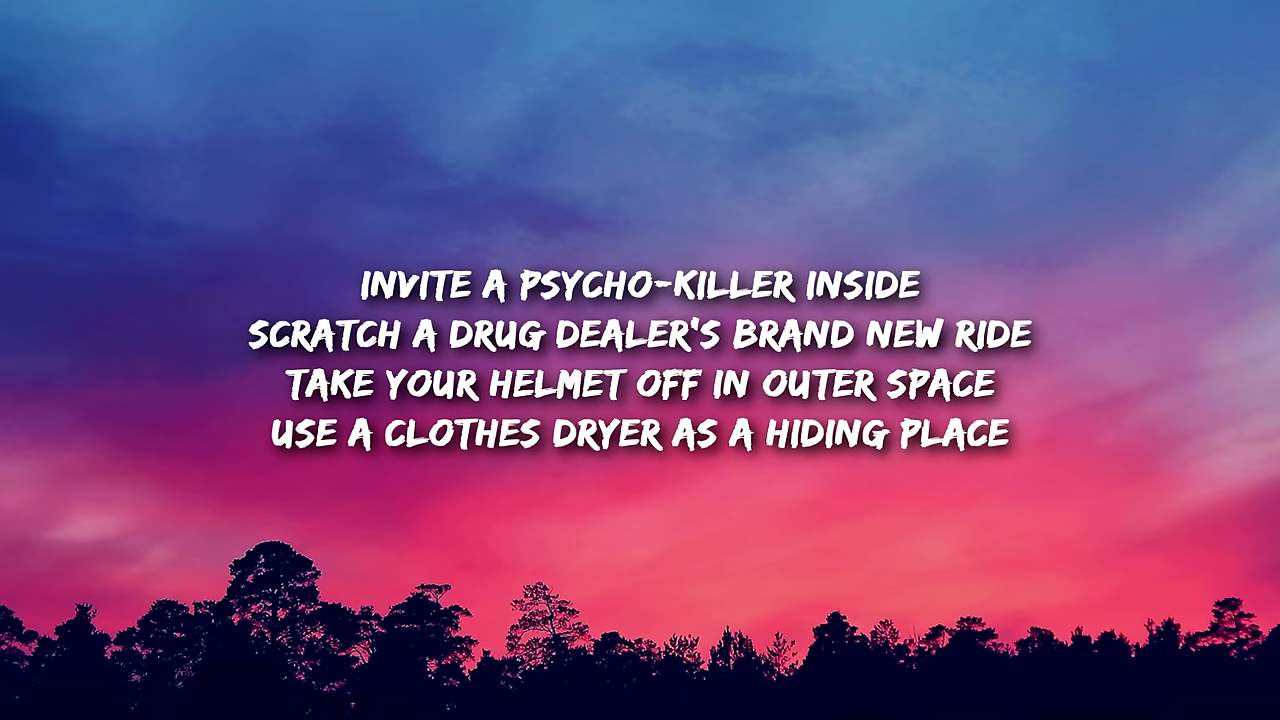 INVITE A PSYCHO-KILLER INSIDE
SCRATCH A DRUG DEALER'S BRAND NEW RIDE
TAKE YOUR HELMET OFF IN OUTER SPACE
USE A CLOTHES DRYER AS A HIDING PLACE